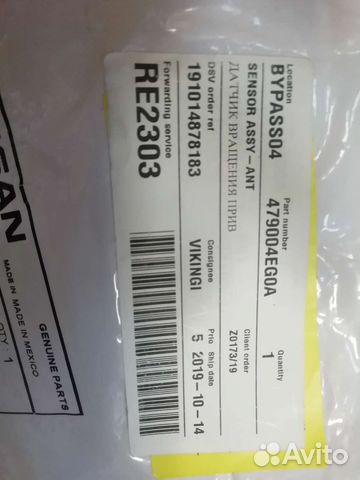 Location Part number Quantity
BYPASS04 479004EG0A 1
SENSOR ASSY-ANT
ДАТЧИК ВРАЩЕНИЯ ПРИВ
Client order
Z0173/19
DSV order ref Consignee Prio Ship date
191014878183 VIKINGI 5 2019-10-14
Forwarding service
RE2303
GENUINE PARTS
MADE IN MEXICO
QTY : 1
Avito